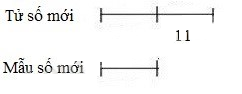 Tử số mới
11
Mẫu số mới